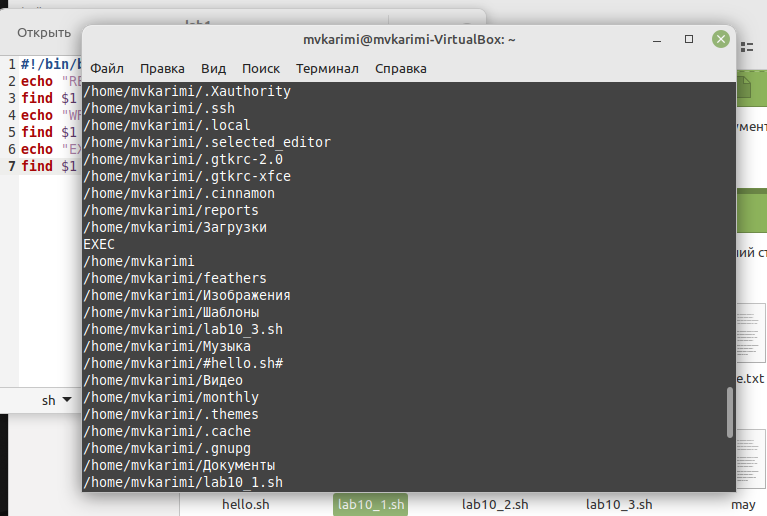 Открыть
lab1
mvkarimi@mvkarimi-VirtualBox: ~
Файл Правка Вид Поиск Терминал Справка
1 #!/bin/b
2 echo "RE
3 find $1
4 echo "WR
5 find $1
6 echo "EX
7 find $1
/home/mvkarimi/.Xauthority
/home/mvkarimi/.ssh
/home/mvkarimi/.local
/home/mvkarimi/.selected_editor
/home/mvkarimi/.gtkrc-2.0
/home/mvkarimi/.gtkrc-xfce
/home/mvkarimi/.cinnamon
/home/mvkarimi/reports
/home/mvkarimi/Загрузки
EXEC
/home/mvkarimi
/home/mvkarimi/feathers
/home/mvkarimi/Изображения
/home/mvkarimi/Шаблоны
/home/mvkarimi/lab10_3.sh
/home/mvkarimi/Музыка
/home/mvkarimi/#hello.sh#
/home/mvkarimi/Видео
/home/mvkarimi/monthly
/home/mvkarimi/.themes
/home/mvkarimi/.cache
/home/mvkarimi/.gnupg
/home/mvkarimi/Документы
/home/mvkarimi/lab10_1.sh
sh
умент
ий ст
e.txt
hello.sh lab10_1.sh lab10_2.sh lab10_3.sh may